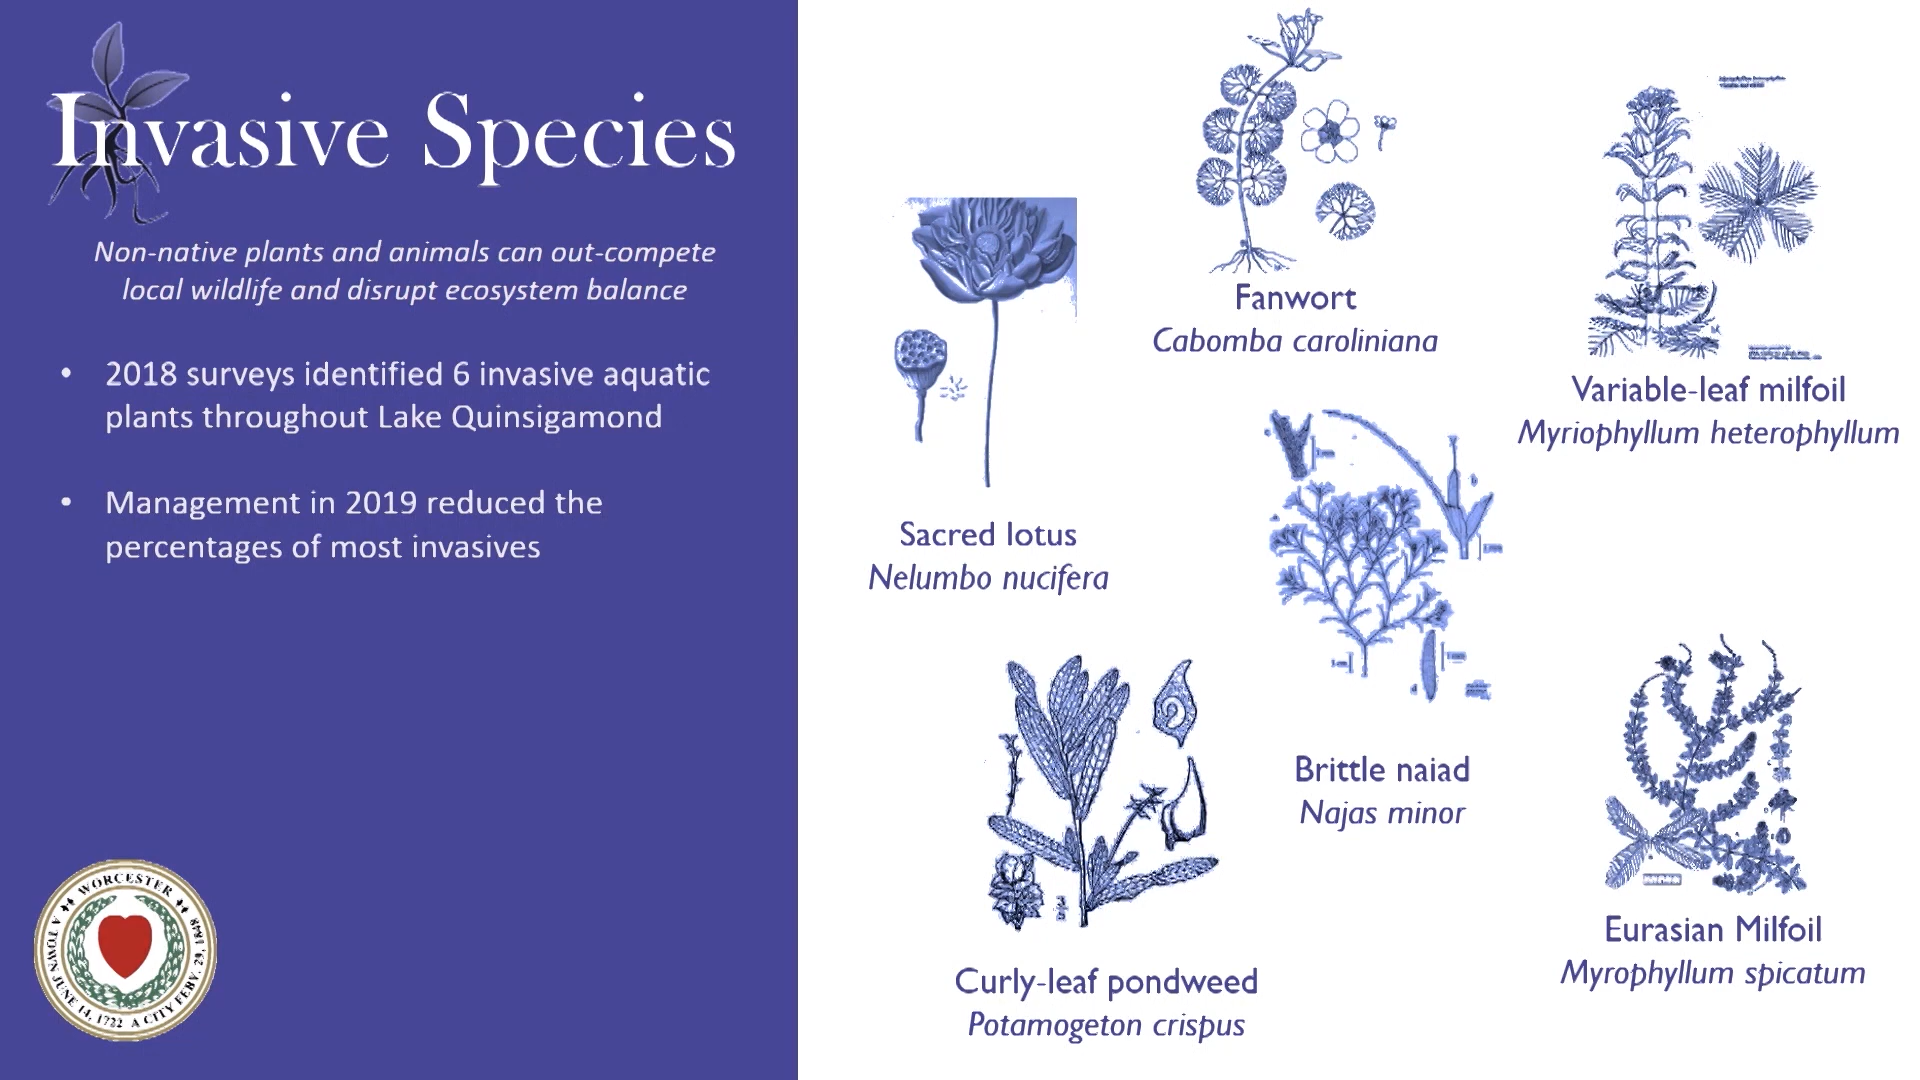 Invasive Species
Non-native plants and animals can out-compete
local wildlife and disrupt ecosystem balance
• 2018 surveys identified 6 invasive aquatic
plants throughout Lake Quinsigamond
• Management in 2019 reduced the
percentages of most invasives
WORCESTER
A TOWN JUNE 14, 1722 A CITY FEBY. 29, 1848
Fanwort
Cabomba caroliniana
Variable-leaf milfoil
Myriophyllum heterophyllum
Sacred lotus
Nelumbo nucifera
Brittle naiad
Najas minor
Curly-leaf pondweed
Potamogeton crispus
Eurasian Milfoil
Myrophyllum spicatum